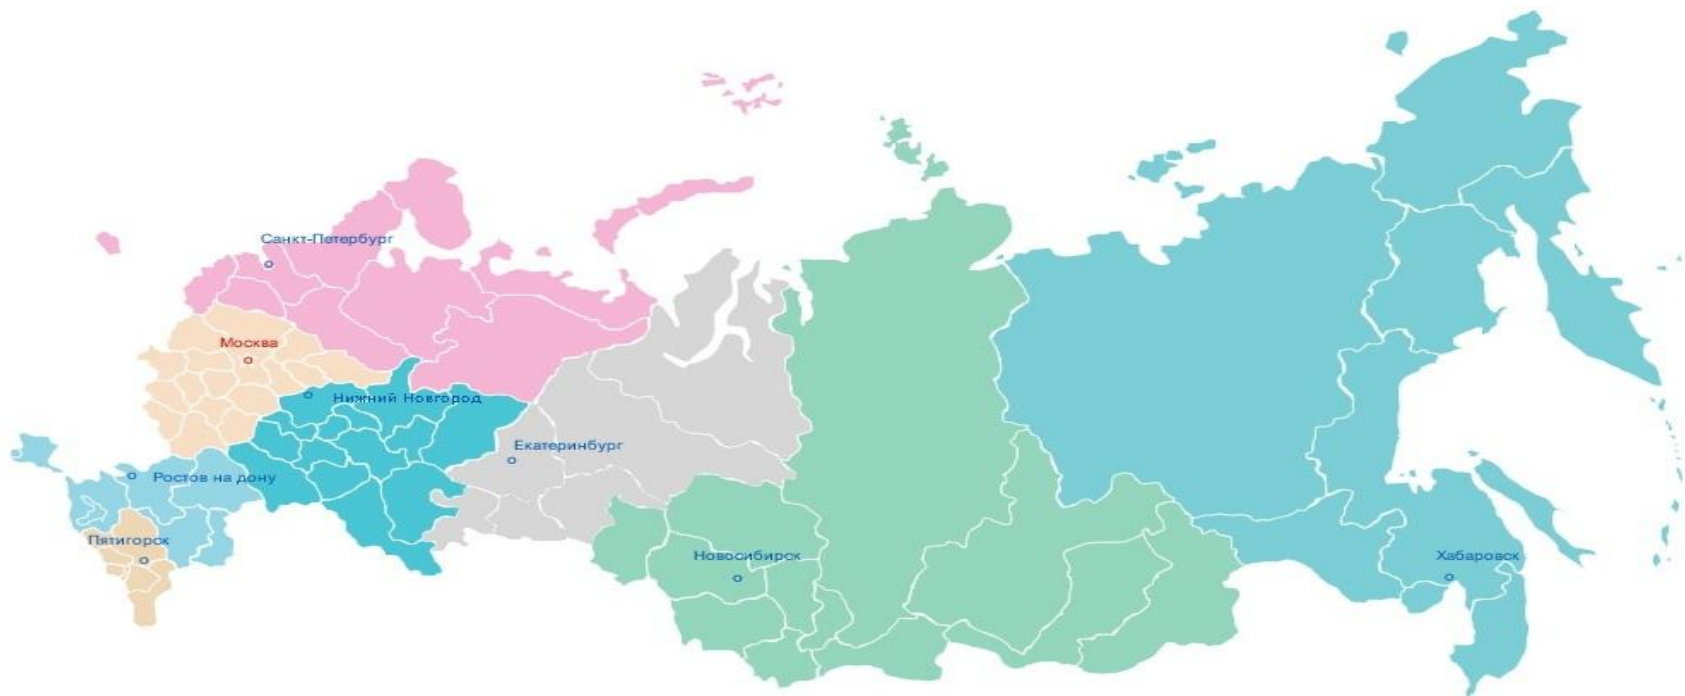 Санкт-Петербург
Москва
Нижний Новгород
Екатеринбург
Ростов на дону
Пятигорск
Новосибирск
Хабаровск